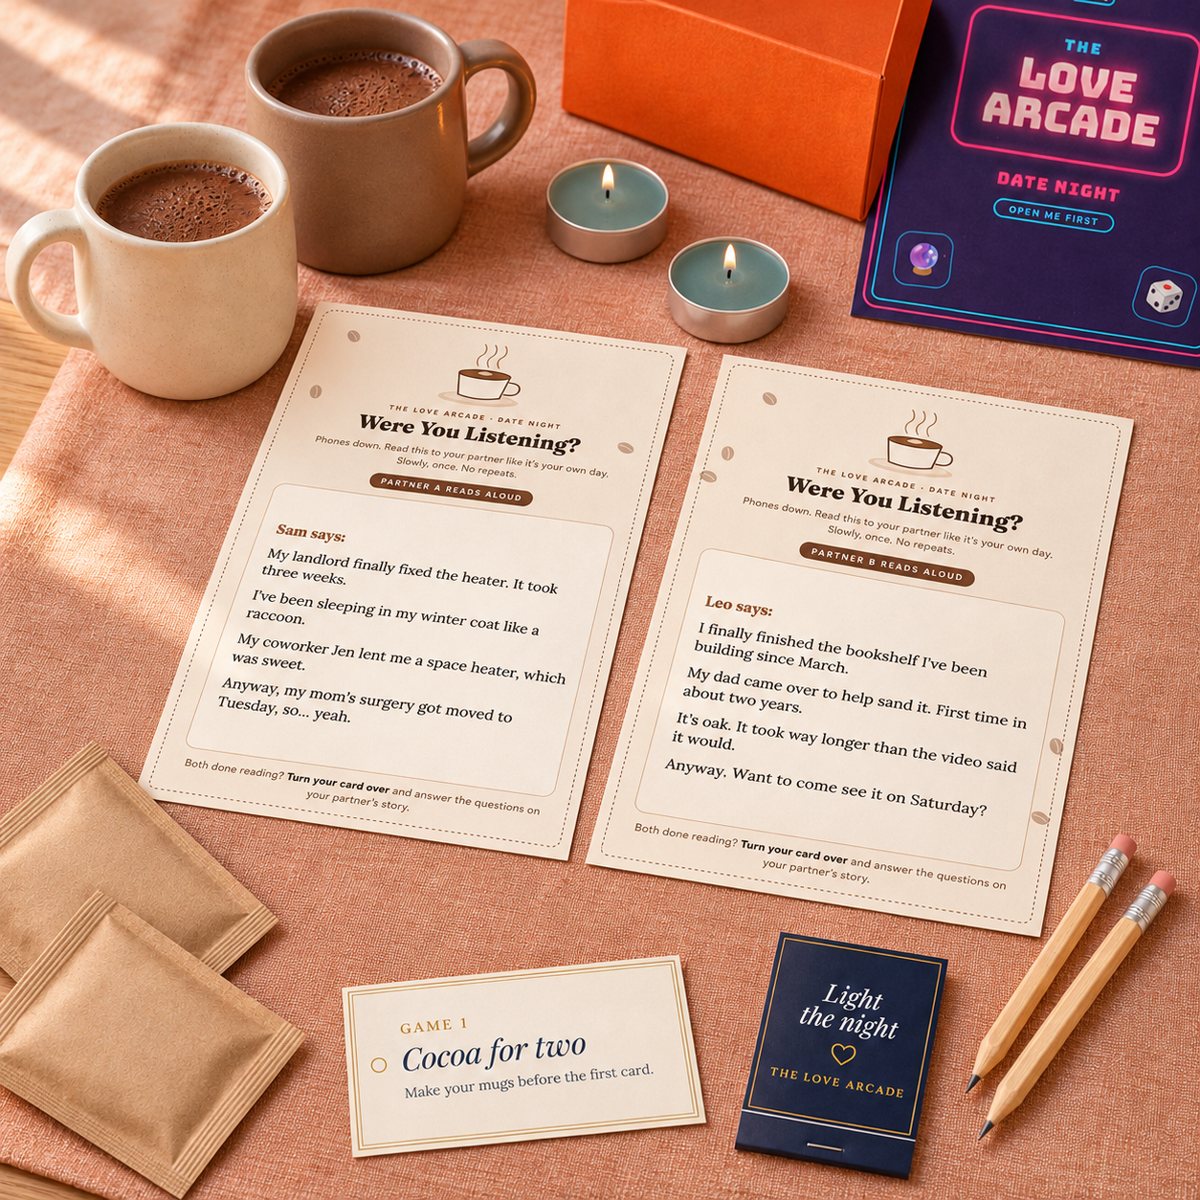 THE
LOVE
ARCADE
DATE NIGHT
OPEN ME FIRST
THE LOVE ARCADE · DATE NIGHT
Were You Listening?
Phones down. Read this to your partner like it's your own day.
Slowly, once. No repeats.
PARTNER A READS ALOUD
Sam says:
My landlord finally fixed the heater. It took
three weeks.
I've been sleeping in my winter coat like a
raccoon.
My coworker Jen lent me a space heater, which
was sweet.
Anyway, my mom's surgery got moved to
Tuesday, so... yeah.
Both done reading? Turn your card over and answer the questions on
your partner's story.
THE LOVE ARCADE · DATE NIGHT
Were You Listening?
Phones down. Read this to your partner like it's your own day.
Slowly, once. No repeats.
PARTNER B READS ALOUD
Leo says:
I finally finished the bookshelf I've been
building since March.
My dad came over to help sand it. First time in
about two years.
It's oak. It took way longer than the video said
it would.
Anyway. Want to come see it on Saturday?
Both done reading? Turn your card over and answer the questions on
your partner's story.
GAME 1
Cocoa for two
Make your mugs before the first card.
Light
the night
THE LOVE ARCADE